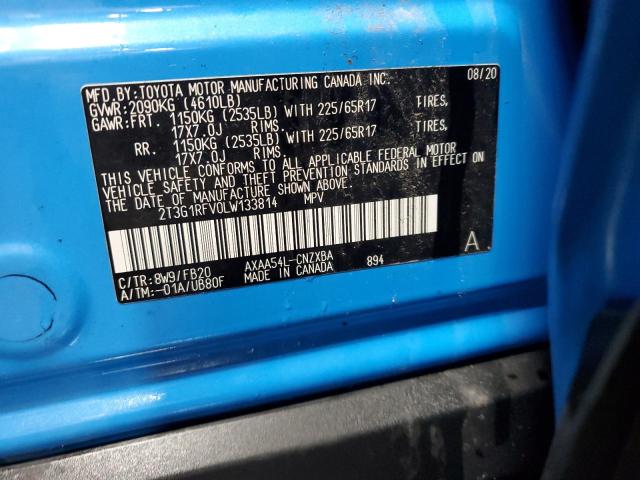 MFD.BY:TOYOTA MOTOR MANUFACTURING CANADA INC. 08/20
GVWR:2090KG (4610LB)
GAWR:FRT. 1150KG (2535LB) WITH 225/65R17 TIRES,
17X7.0J RIMS
RR. 1150KG (2535LB) WITH 225/65R17 TIRES,
17X7.0J RIMS.
THIS VEHICLE CONFORMS TO ALL APPLICABLE FEDERAL MOTOR
VEHICLE SAFETY AND THEFT PREVENTION STANDARDS IN EFFECT ON
THE DATE OF MANUFACTURE SHOWN ABOVE.
2T3G1RFV0LW133814 MPV
A
C/TR:8W9/FB20 AXAA54L-CNZXBA 894
A/TM:-01A/UB80F MADE IN CANADA